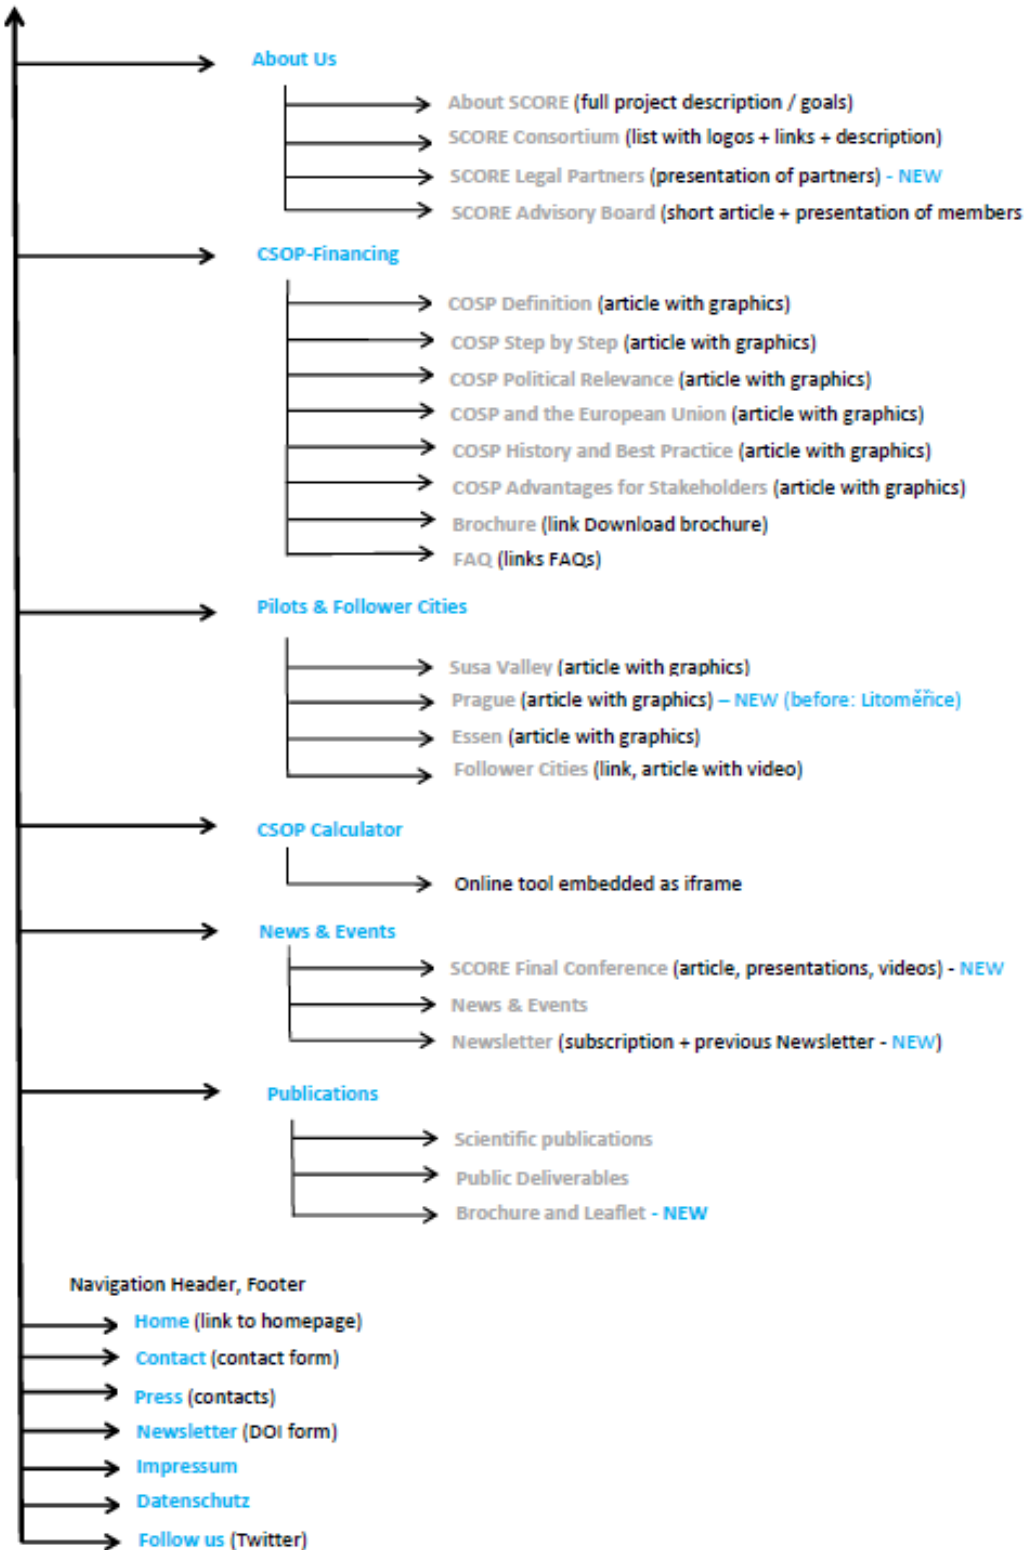 About Us
About SCORE (full project description / goals)
SCORE Consortium (list with logos + links + description)
SCORE Legal Partners (presentation of partners) - NEW
SCORE Advisory Board (short article + presentation of members
CSOP-Financing
COSP Definition (article with graphics)
COSP Step by Step (article with graphics)
COSP Political Relevance (article with graphics)
COSP and the European Union (article with graphics)
COSP History and Best Practice (article with graphics)
COSP Advantages for Stakeholders (article with graphics)
Brochure (link Download brochure)
FAQ (links FAQs)
Pilots & Follower Cities
Susa Valley (article with graphics)
Prague (article with graphics) – NEW (before: Litoměřice)
Essen (article with graphics)
Follower Cities (link, article with video)
CSOP Calculator
Online tool embedded as iframe
News & Events
SCORE Final Conference (article, presentations, videos) - NEW
News & Events
Newsletter (subscription + previous Newsletter - NEW)
Publications
Scientific publications
Public Deliverables
Brochure and Leaflet - NEW
Navigation Header, Footer
Home (link to homepage)
Contact (contact form)
Press (contacts)
Newsletter (DOI form)
Impressum
Datenschutz
Follow us (Twitter)